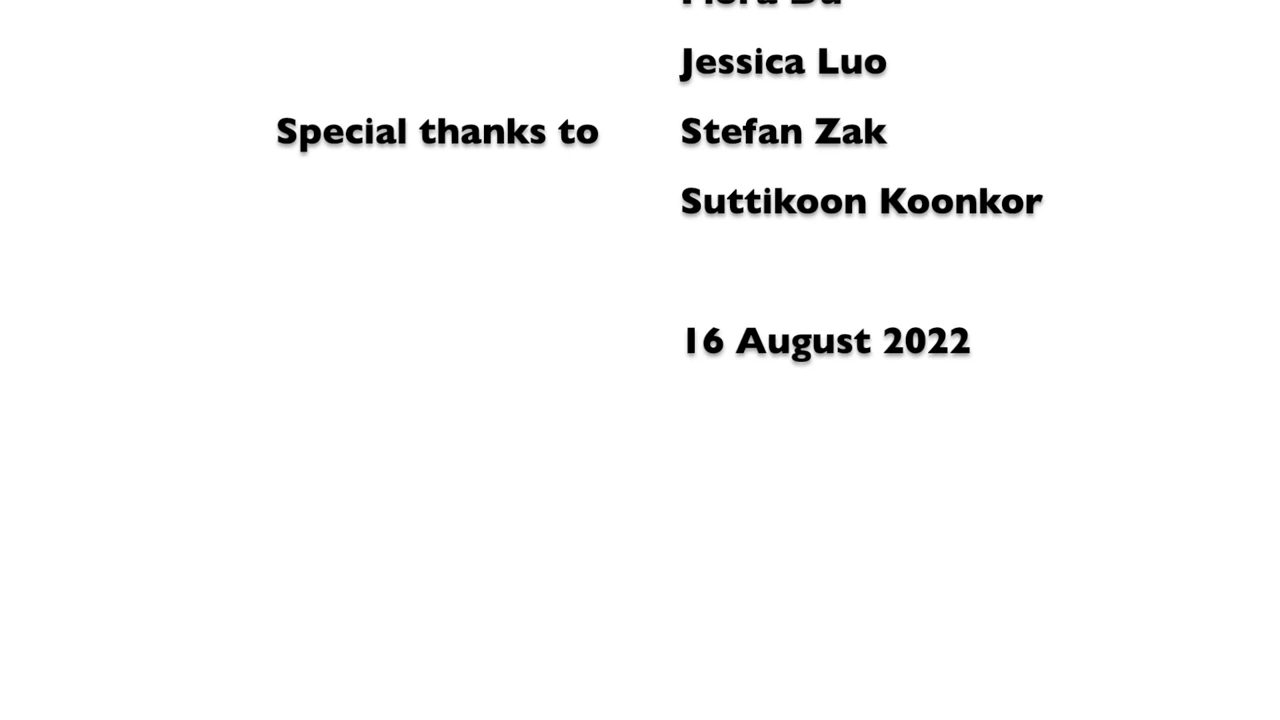 Jessica Luo
Special thanks to Stefan Zak
Suttikoon Koonkor
16 August 2022